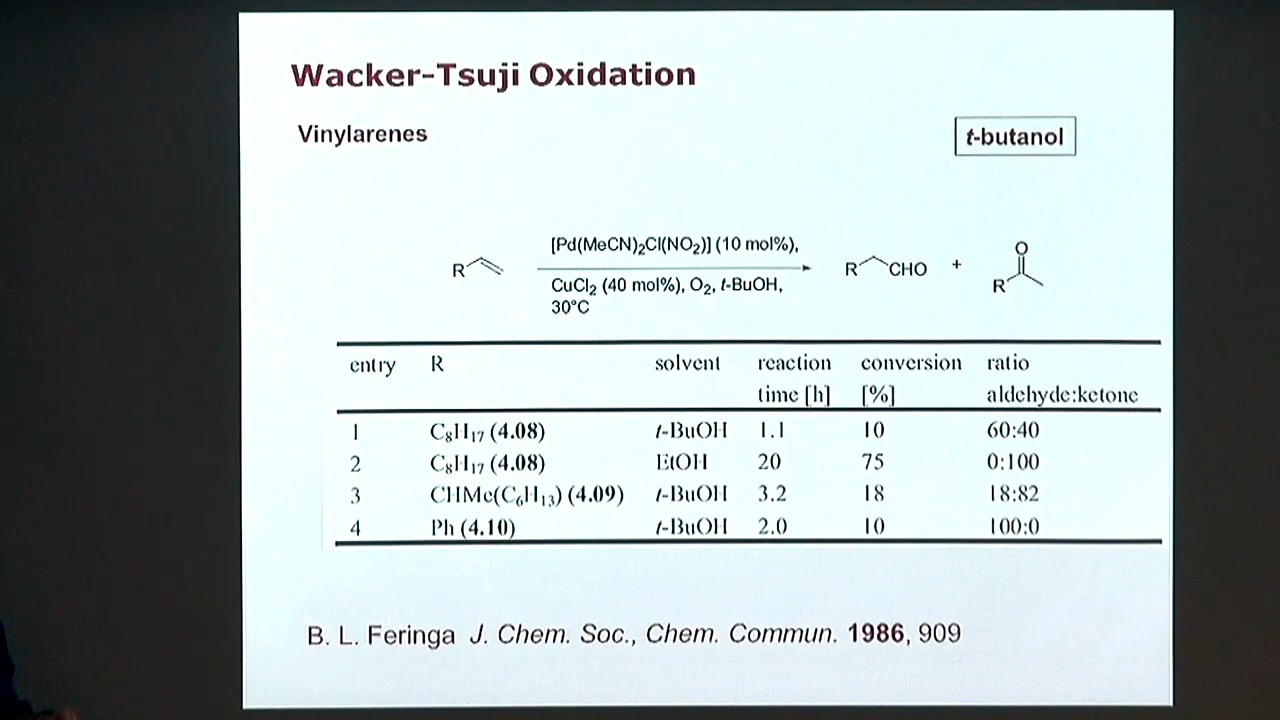 Wacker-Tsuji Oxidation
Vinylarenes
t-butanol
[Pd(MeCN)₂Cl(NO₂)] (10 mol%),
R
R CHO + O R
CuCl₂ (40 mol%), O₂, t-BuOH,
30°C
entry R solvent reaction time [h] conversion [%] ratio aldehyde:ketone
1 C₈H₁₇ (4.08) t-BuOH 1.1 10 60:40
2 C₈H₁₇ (4.08) EtOH 20 75 0:100
3 CHMe(C₆H₁₃) (4.09) t-BuOH 3.2 18 18:82
4 Ph (4.10) t-BuOH 2.0 10 100:0
B. L. Feringa J. Chem. Soc., Chem. Commun. 1986, 909